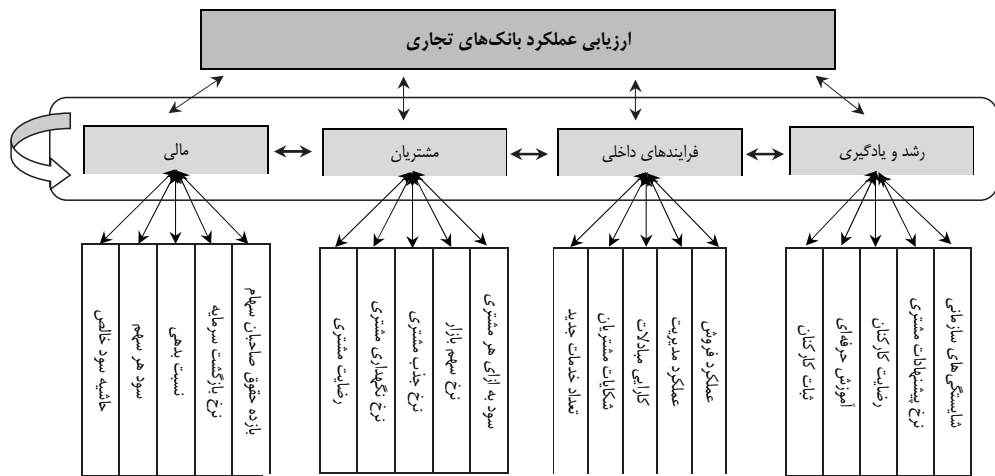 ارزیابی عملکرد بانک‌های تجاری
رشد و یادگیری
فرایندهای داخلی
مشتریان
مالی
شایستگی های سازمانی
نرخ پیشنهادات مشتری
رضایت کارکنان
آموزش حرفه‌ای
ثبات کارکنان
عملکرد فروش
عملکرد مدیریت
کارایی مبادلات
شکایات مشتریان
تعداد خدمات جدید
سود به ازای هر مشتری
نرخ سهم بازار
نرخ جذب مشتری
نرخ نگهداری مشتری
رضایت مشتری
بازده حقوق صاحبان سهام
نرخ بازگشت سرمایه
نسبت بدهی
سود هر سهم
حاشیه سود خالص